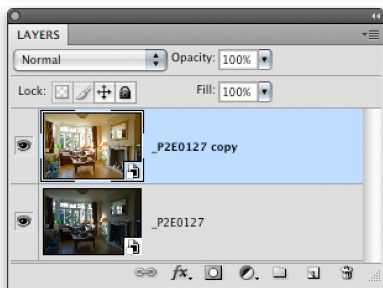 LAYERS
Normal Opacity: 100%
Lock: Fill: 100%
_P2E0127 copy
_P2E0127
fx.